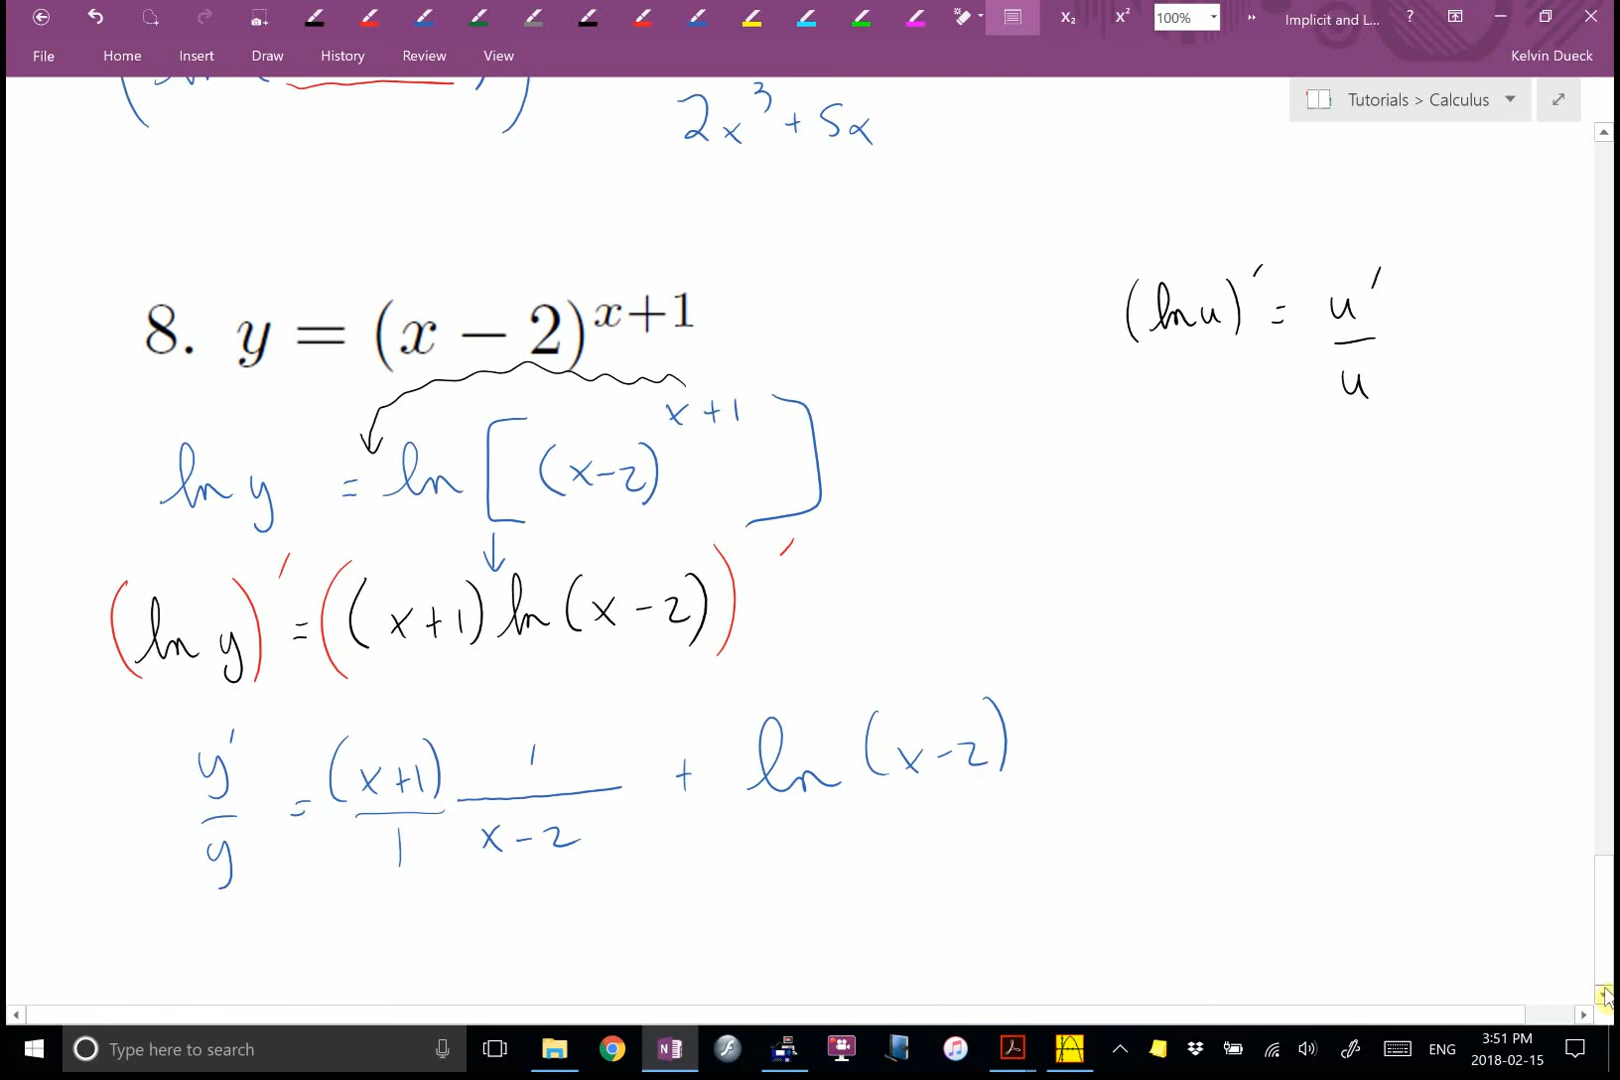 100%
Implicit and L...
?
File Home Insert Draw History Review View
Kelvin Dueck
Tutorials > Calculus
2x³ + 5x
8. y = (x − 2)^{x+1}
(ln u)' = u'/u
ln y = ln [(x-2)^{x+1}]
(ln y)' = ((x+1) ln (x-2))'
y'/y = (x+1)/1 1/(x-2) + ln (x-2)
Type here to search
ENG
3:51 PM
2018-02-15